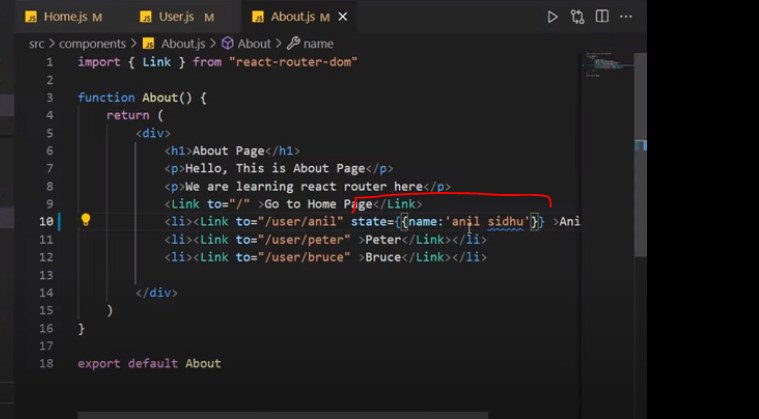 JS Home.js M JS User.js M JS About.js M
src > components > JS About.js > About > name
1 import { Link } from "react-router-dom"
2
3 function About() {
4 return (
5 <div>
6 <h1>About Page</h1>
7 <p>Hello, This is About Page</p>
8 <p>We are learning react router here</p>
9 <Link to="/" >Go to Home Page</Link>
10 <li><Link to="/user/anil" state={{name:'anil sidhu'}} >Ani
11 <li><Link to="/user/peter" >Peter</Link></li>
12 <li><Link to="/user/bruce" >Bruce</Link></li>
13
14 </div>
15 )
16 }
17
18 export default About